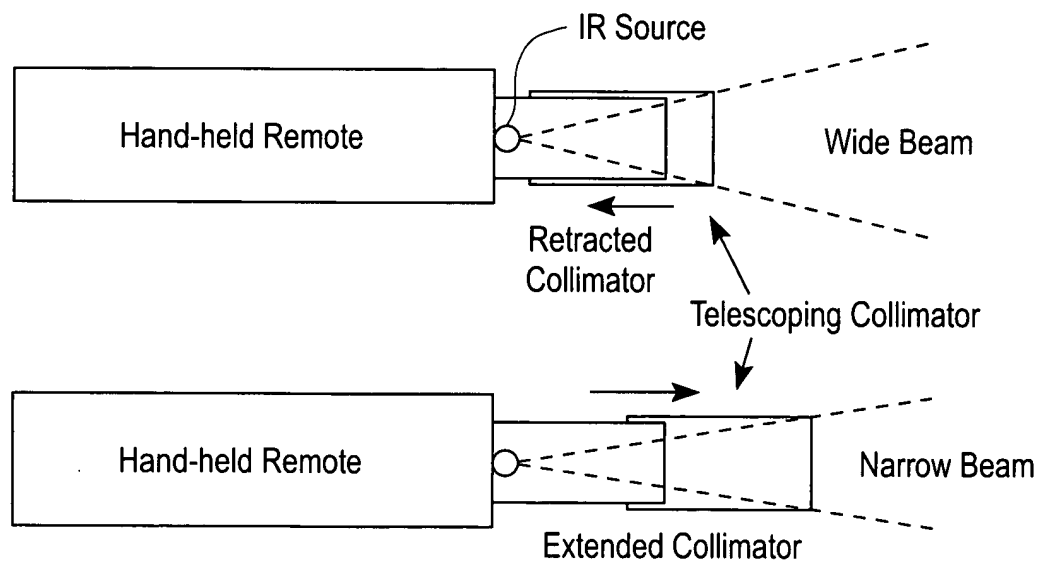 IR Source
Hand-held Remote
Wide Beam
Retracted
Collimator
Telescoping Collimator
Hand-held Remote
Narrow Beam
Extended Collimator